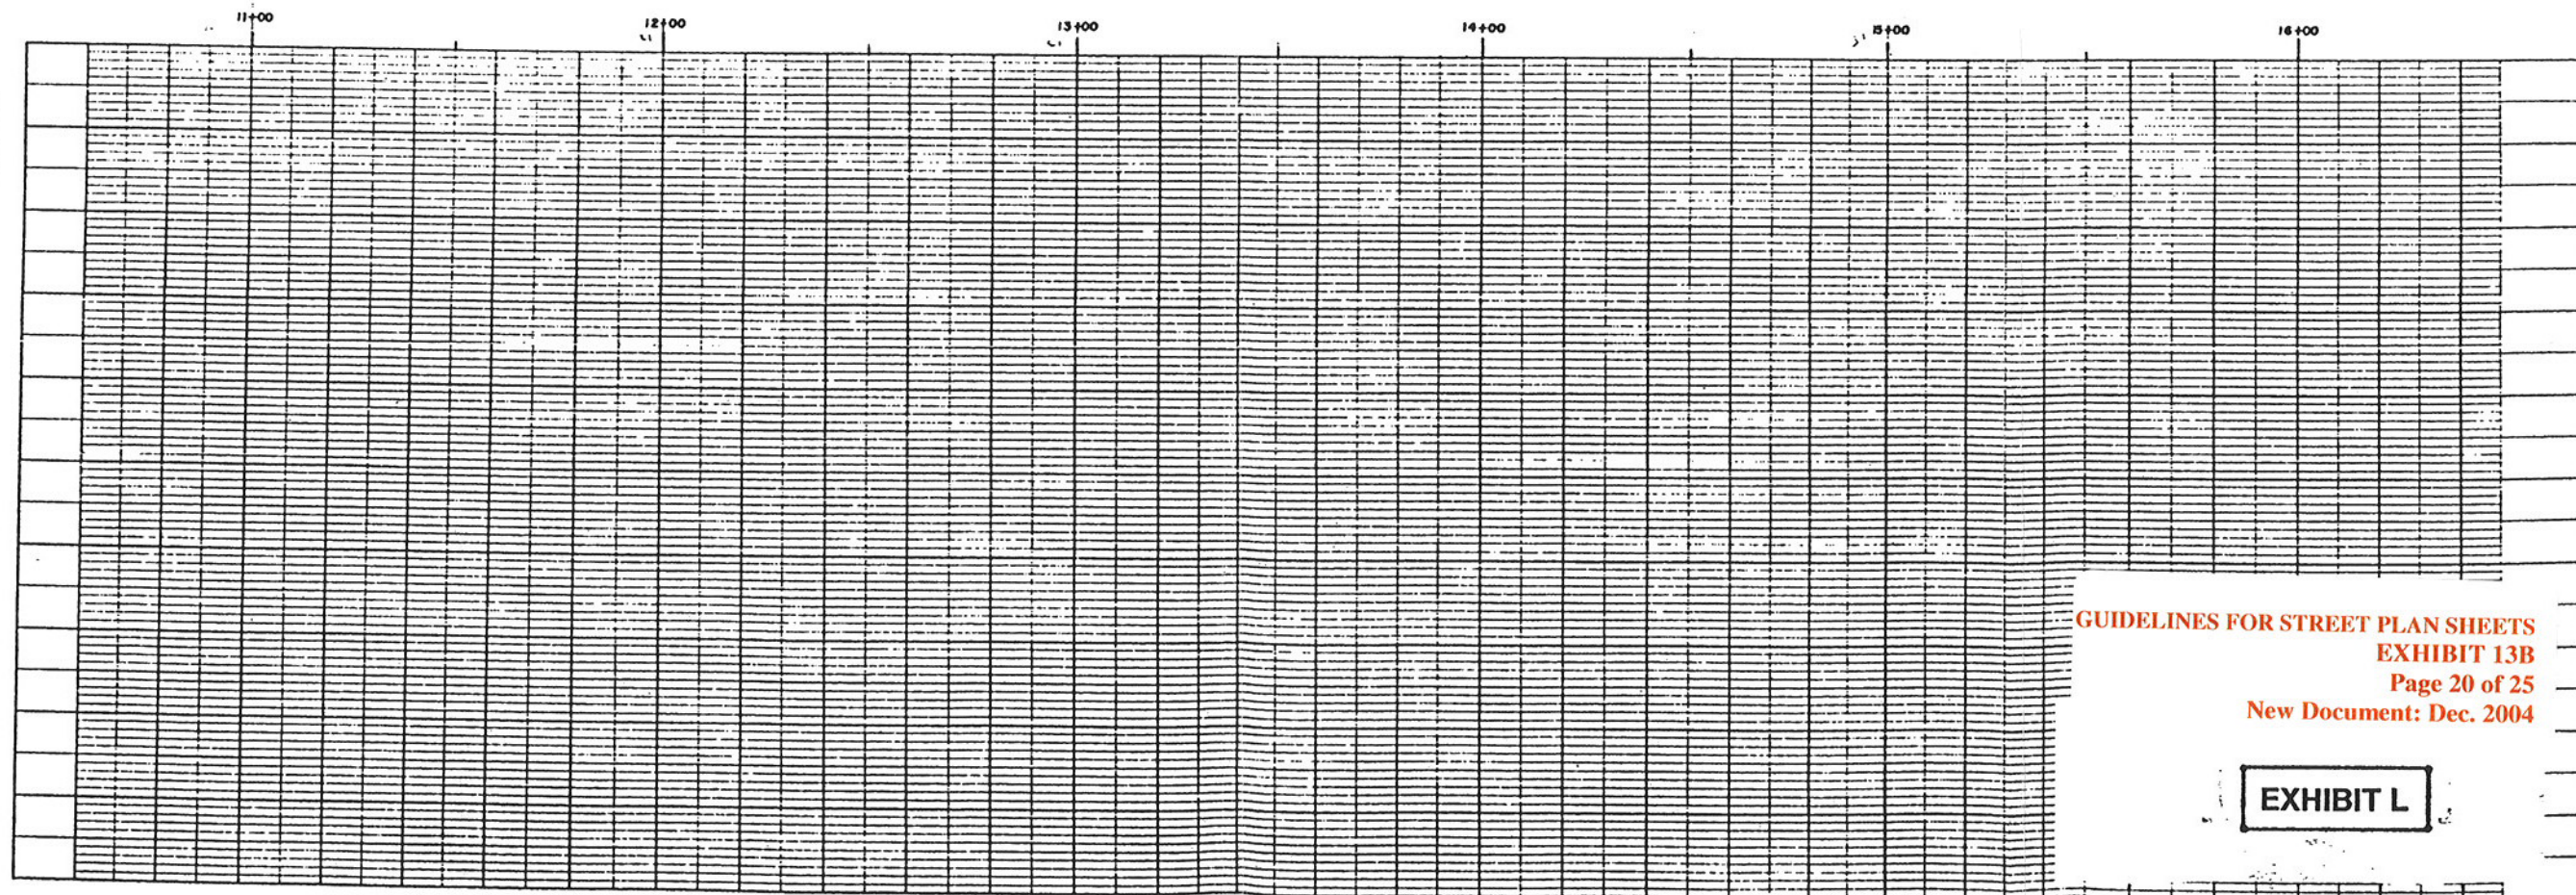 11+00
12+00
13+00
14+00
15+00
16+00
GUIDELINES FOR STREET PLAN SHEETS
EXHIBIT 13B
Page 20 of 25
New Document: Dec. 2004
EXHIBIT L